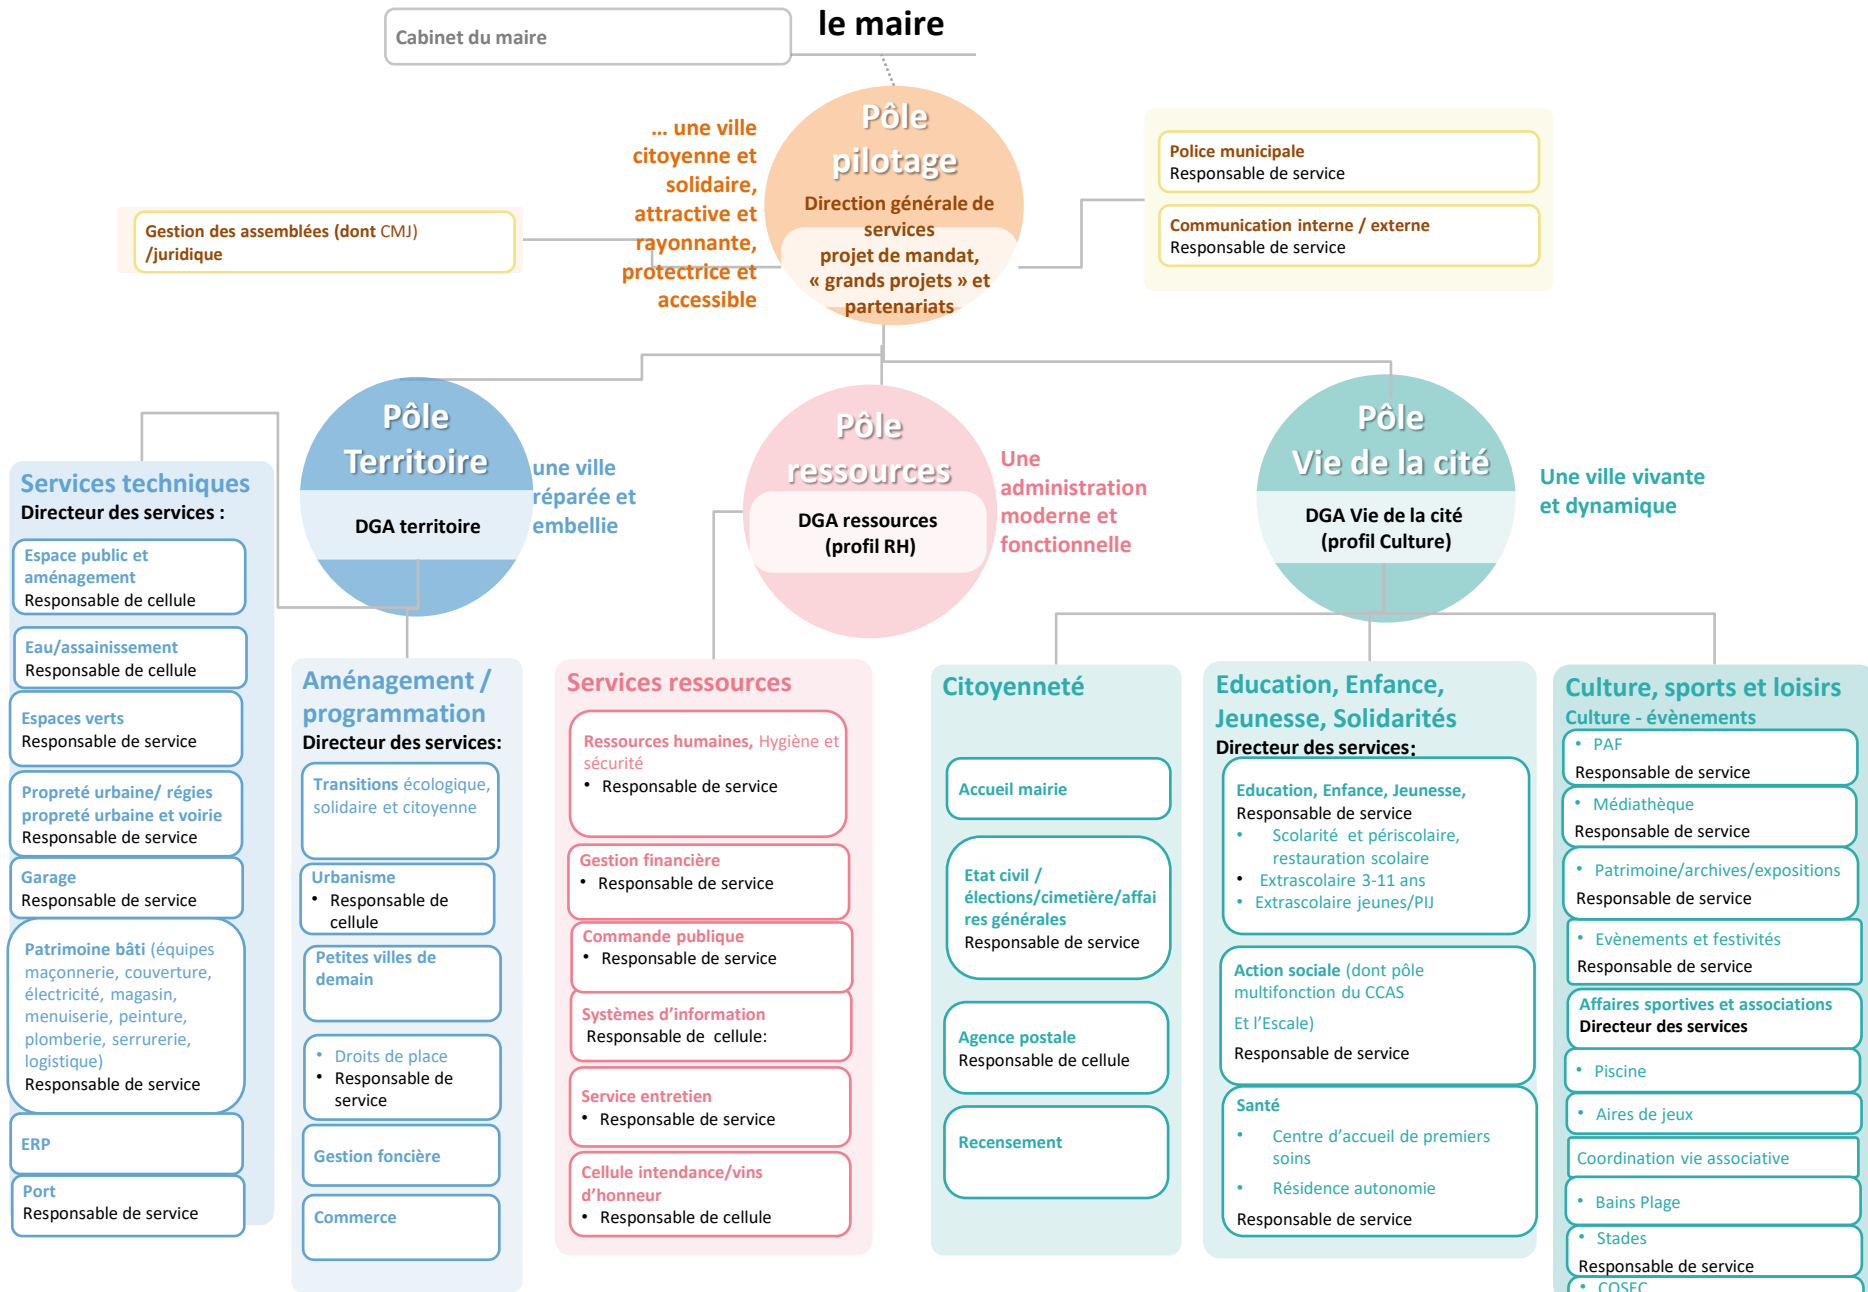 le maire
Cabinet du maire
Pôle
pilotage
Direction générale de
services
projet de mandat,
« grands projets » et
partenariats
... une ville
citoyenne et
solidaire,
attractive et
rayonnante,
protectrice et
accessible
Gestion des assemblées (dont CMJ)
/juridique
Police municipale
Responsable de service
Communication interne / externe
Responsable de service
Pôle
Territoire
DGA territoire
une ville
réparée et
embellie
Pôle
ressources
DGA ressources
(profil RH)
Une
administration
moderne et
fonctionnelle
Pôle
Vie de la cité
DGA Vie de la cité
(profil Culture)
Une ville vivante
et dynamique
Services techniques
Directeur des services :
Espace public et
aménagement
Responsable de cellule
Eau/assainissement
Responsable de cellule
Espaces verts
Responsable de service
Propreté urbaine/ régies
propreté urbaine et voirie
Responsable de service
Garage
Responsable de service
Patrimoine bâti (équipes
maçonnerie, couverture,
électricité, magasin,
menuiserie, peinture,
plomberie, serrurerie,
logistique)
Responsable de service
ERP
Port
Responsable de service
Aménagement /
programmation
Directeur des services:
Transitions écologique,
solidaire et citoyenne
Urbanisme
• Responsable de
cellule
Petites villes de
demain
• Droits de place
• Responsable de
service
Gestion foncière
Commerce
Services ressources
Ressources humaines, Hygiène et
sécurité
• Responsable de service
Gestion financière
• Responsable de service
Commande publique
• Responsable de service
Systèmes d'information
Responsable de cellule:
Service entretien
• Responsable de service
Cellule intendance/vins
d'honneur
• Responsable de cellule
Citoyenneté
Accueil mairie
Etat civil /
élections/cimetière/affai
res générales
Responsable de service
Agence postale
Responsable de cellule
Recensement
Education, Enfance,
Jeunesse, Solidarités
Directeur des services:
Education, Enfance, Jeunesse,
Responsable de service
• Scolarité et périscolaire,
restauration scolaire
• Extrascolaire 3-11 ans
• Extrascolaire jeunes/PIJ
Action sociale (dont pôle
multifonction du CCAS
Et l'Escale)
Responsable de service
Santé
• Centre d'accueil de premiers
soins
• Résidence autonomie
Responsable de service
Culture, sports et loisirs
Culture - évènements
• PAF
Responsable de service
• Médiathèque
Responsable de service
• Patrimoine/archives/expositions
Responsable de service
• Evènements et festivités
Responsable de service
Affaires sportives et associations
Directeur des services
• Piscine
• Aires de jeux
Coordination vie associative
• Bains Plage
• Stades
Responsable de service
• COSEC